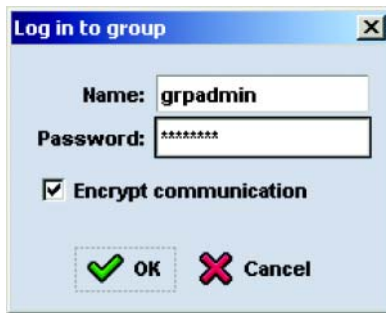 Log in to group
Name: grpadmin
Password: ********
Encrypt communication
OK Cancel